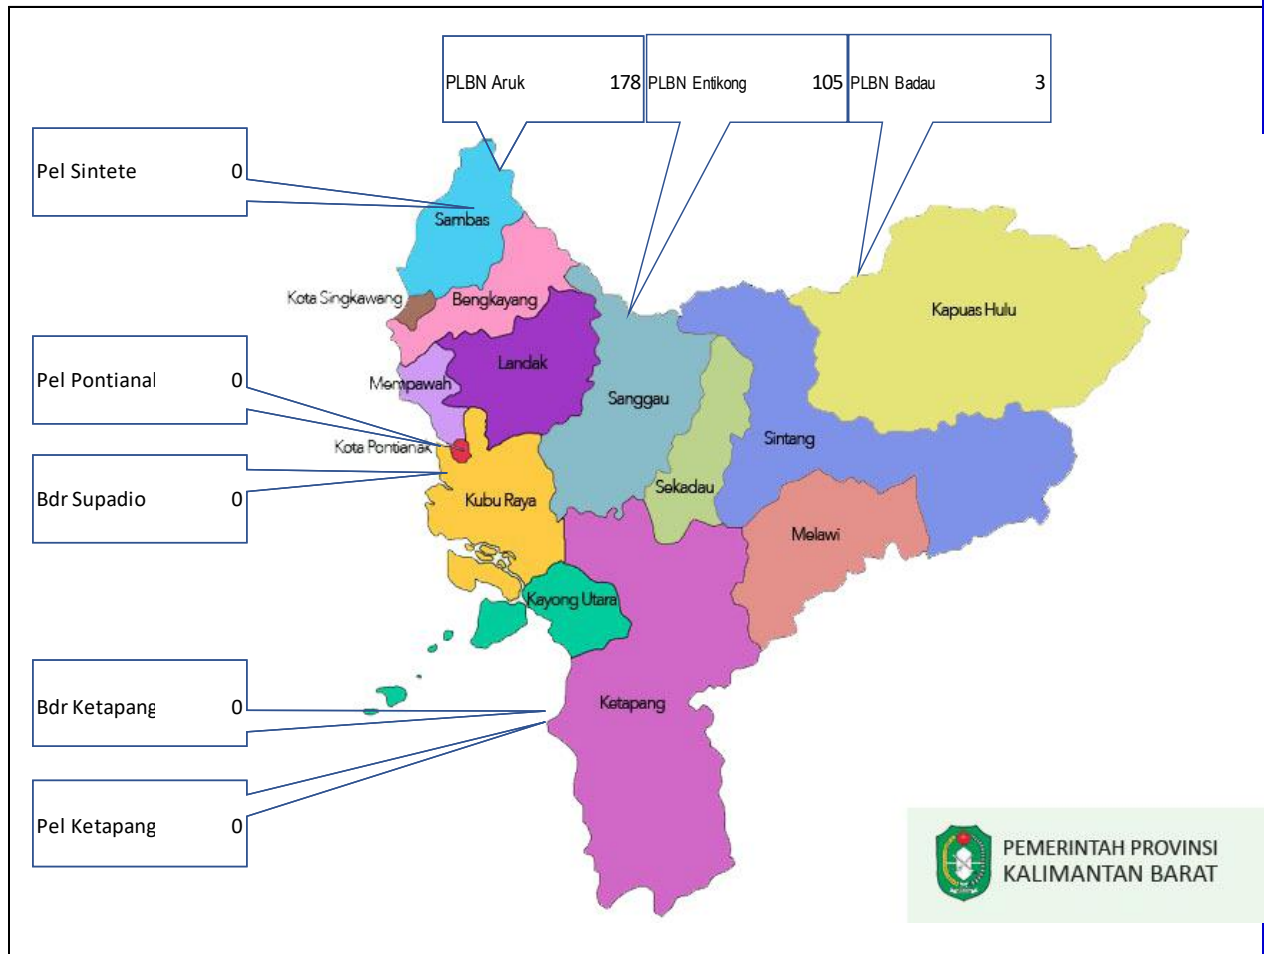 PLBN Aruk 178
PLBN Entikong 105
PLBN Badau 3
Pel Sintete 0
Sambas
Kota Singkawang
Bengkayang
Kapuas Hulu
Pel Pontianal 0
Mempawah
Landak
Sanggau
Kota Pontianak
Sintang
Bdr Supadio 0
Kubu Raya
Sekadau
Melawi
Kayong Utara
Bdr Ketapang 0
Ketapang
Pel Ketapang 0
PEMERINTAH PROVINSI
KALIMANTAN BARAT